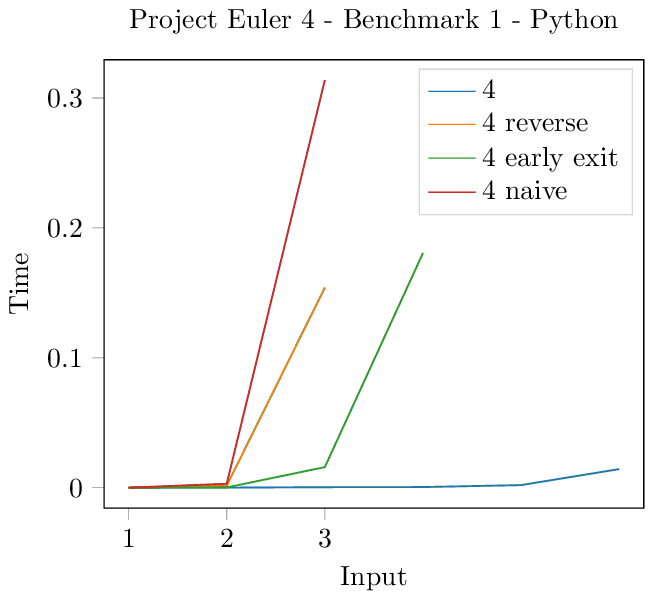 Project Euler 4 - Benchmark 1 - Python
4
4 reverse
4 early exit
4 naive
0.3
0.2
0.1
0
Time
1 2 3
Input